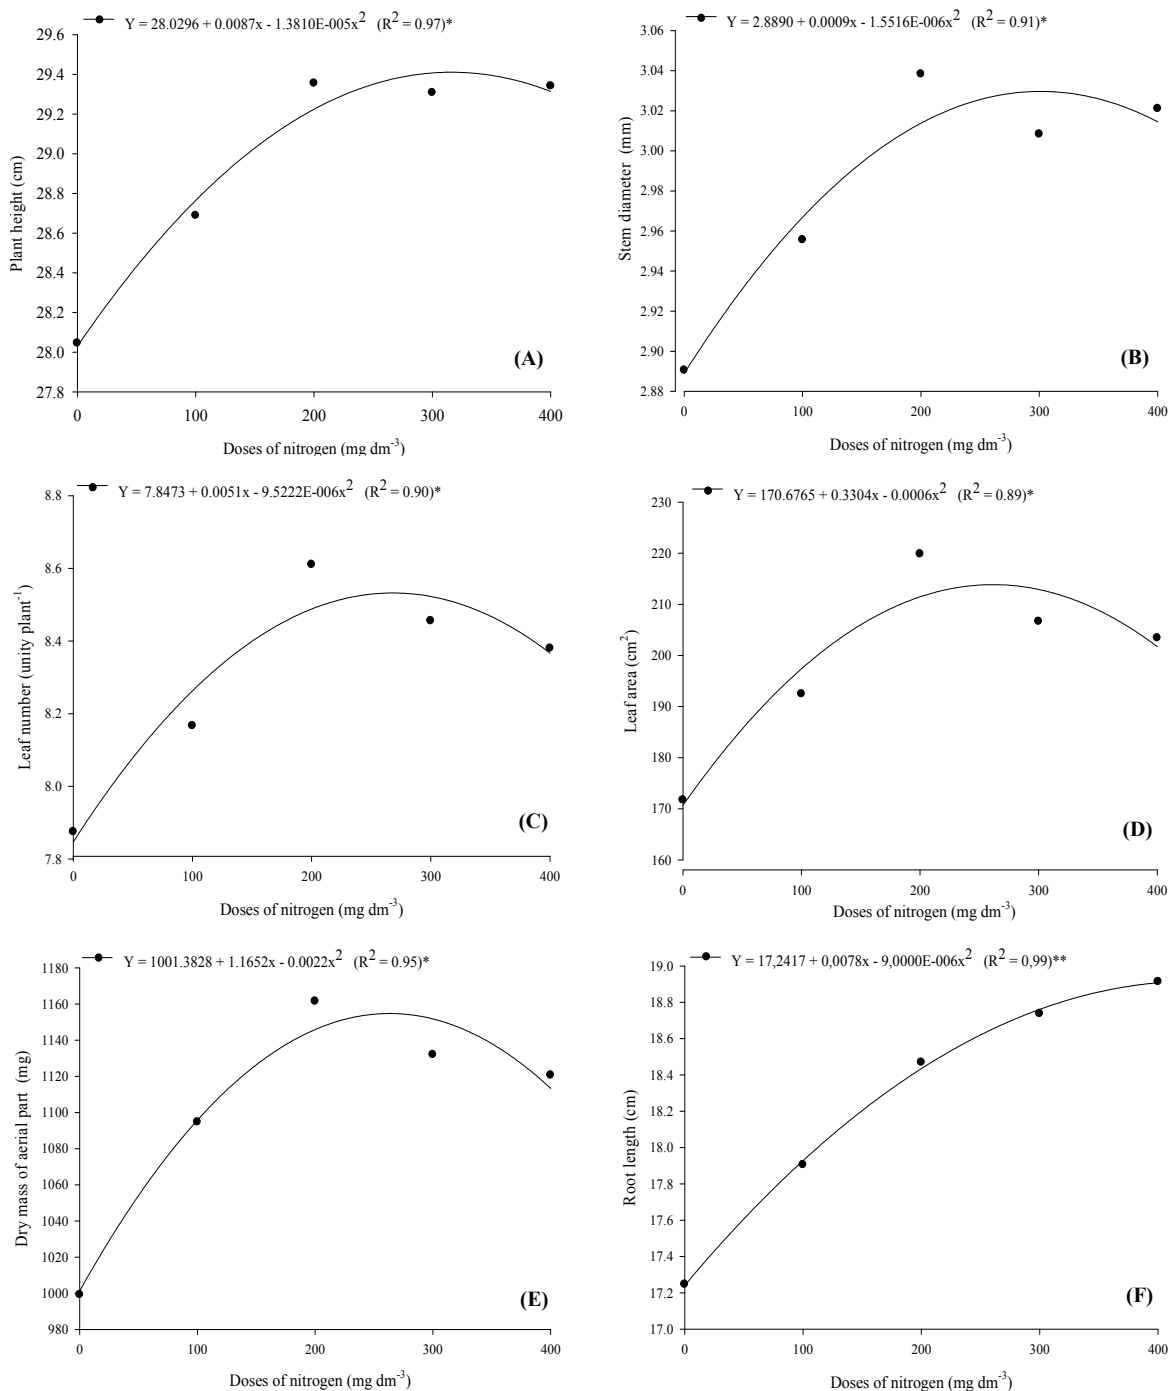 Y = 28.0296 + 0.0087x - 1.3810E-005x² (R² = 0.97)*
29.6
29.4
29.2
29.0
28.8
28.6
28.4
28.2
28.0
27.8
Plant height (cm)
(A)
0 100 200 300 400
Doses of nitrogen (mg dm⁻³)
Y = 2.8890 + 0.0009x - 1.5516E-006x² (R² = 0.91)*
3.06
3.04
3.02
3.00
2.98
2.96
2.94
2.92
2.90
2.88
Stem diameter (mm)
(B)
0 100 200 300 400
Doses of nitrogen (mg dm⁻³)
Y = 7.8473 + 0.0051x - 9.5222E-006x² (R² = 0.90)*
8.8
8.6
8.4
8.2
8.0
7.8
Leaf number (unity plant⁻¹)
(C)
0 100 200 300 400
Doses of nitrogen (mg dm⁻³)
Y = 170.6765 + 0.3304x - 0.0006x² (R² = 0.89)*
230
220
210
200
190
180
170
160
Leaf area (cm²)
(D)
0 100 200 300 400
Doses of nitrogen (mg dm⁻³)
Y = 1001.3828 + 1.1652x - 0.0022x² (R² = 0.95)*
1180
1160
1140
1120
1100
1080
1060
1040
1020
1000
980
Dry mass of aerial part (mg)
(E)
0 100 200 300 400
Doses of nitrogen (mg dm⁻³)
Y = 17,2417 + 0,0078x - 9,0000E-006x² (R² = 0,99)**
19.0
18.8
18.6
18.4
18.2
18.0
17.8
17.6
17.4
17.2
17.0
Root length (cm)
(F)
0 100 200 300 400
Doses of nitrogen (mg dm⁻³)